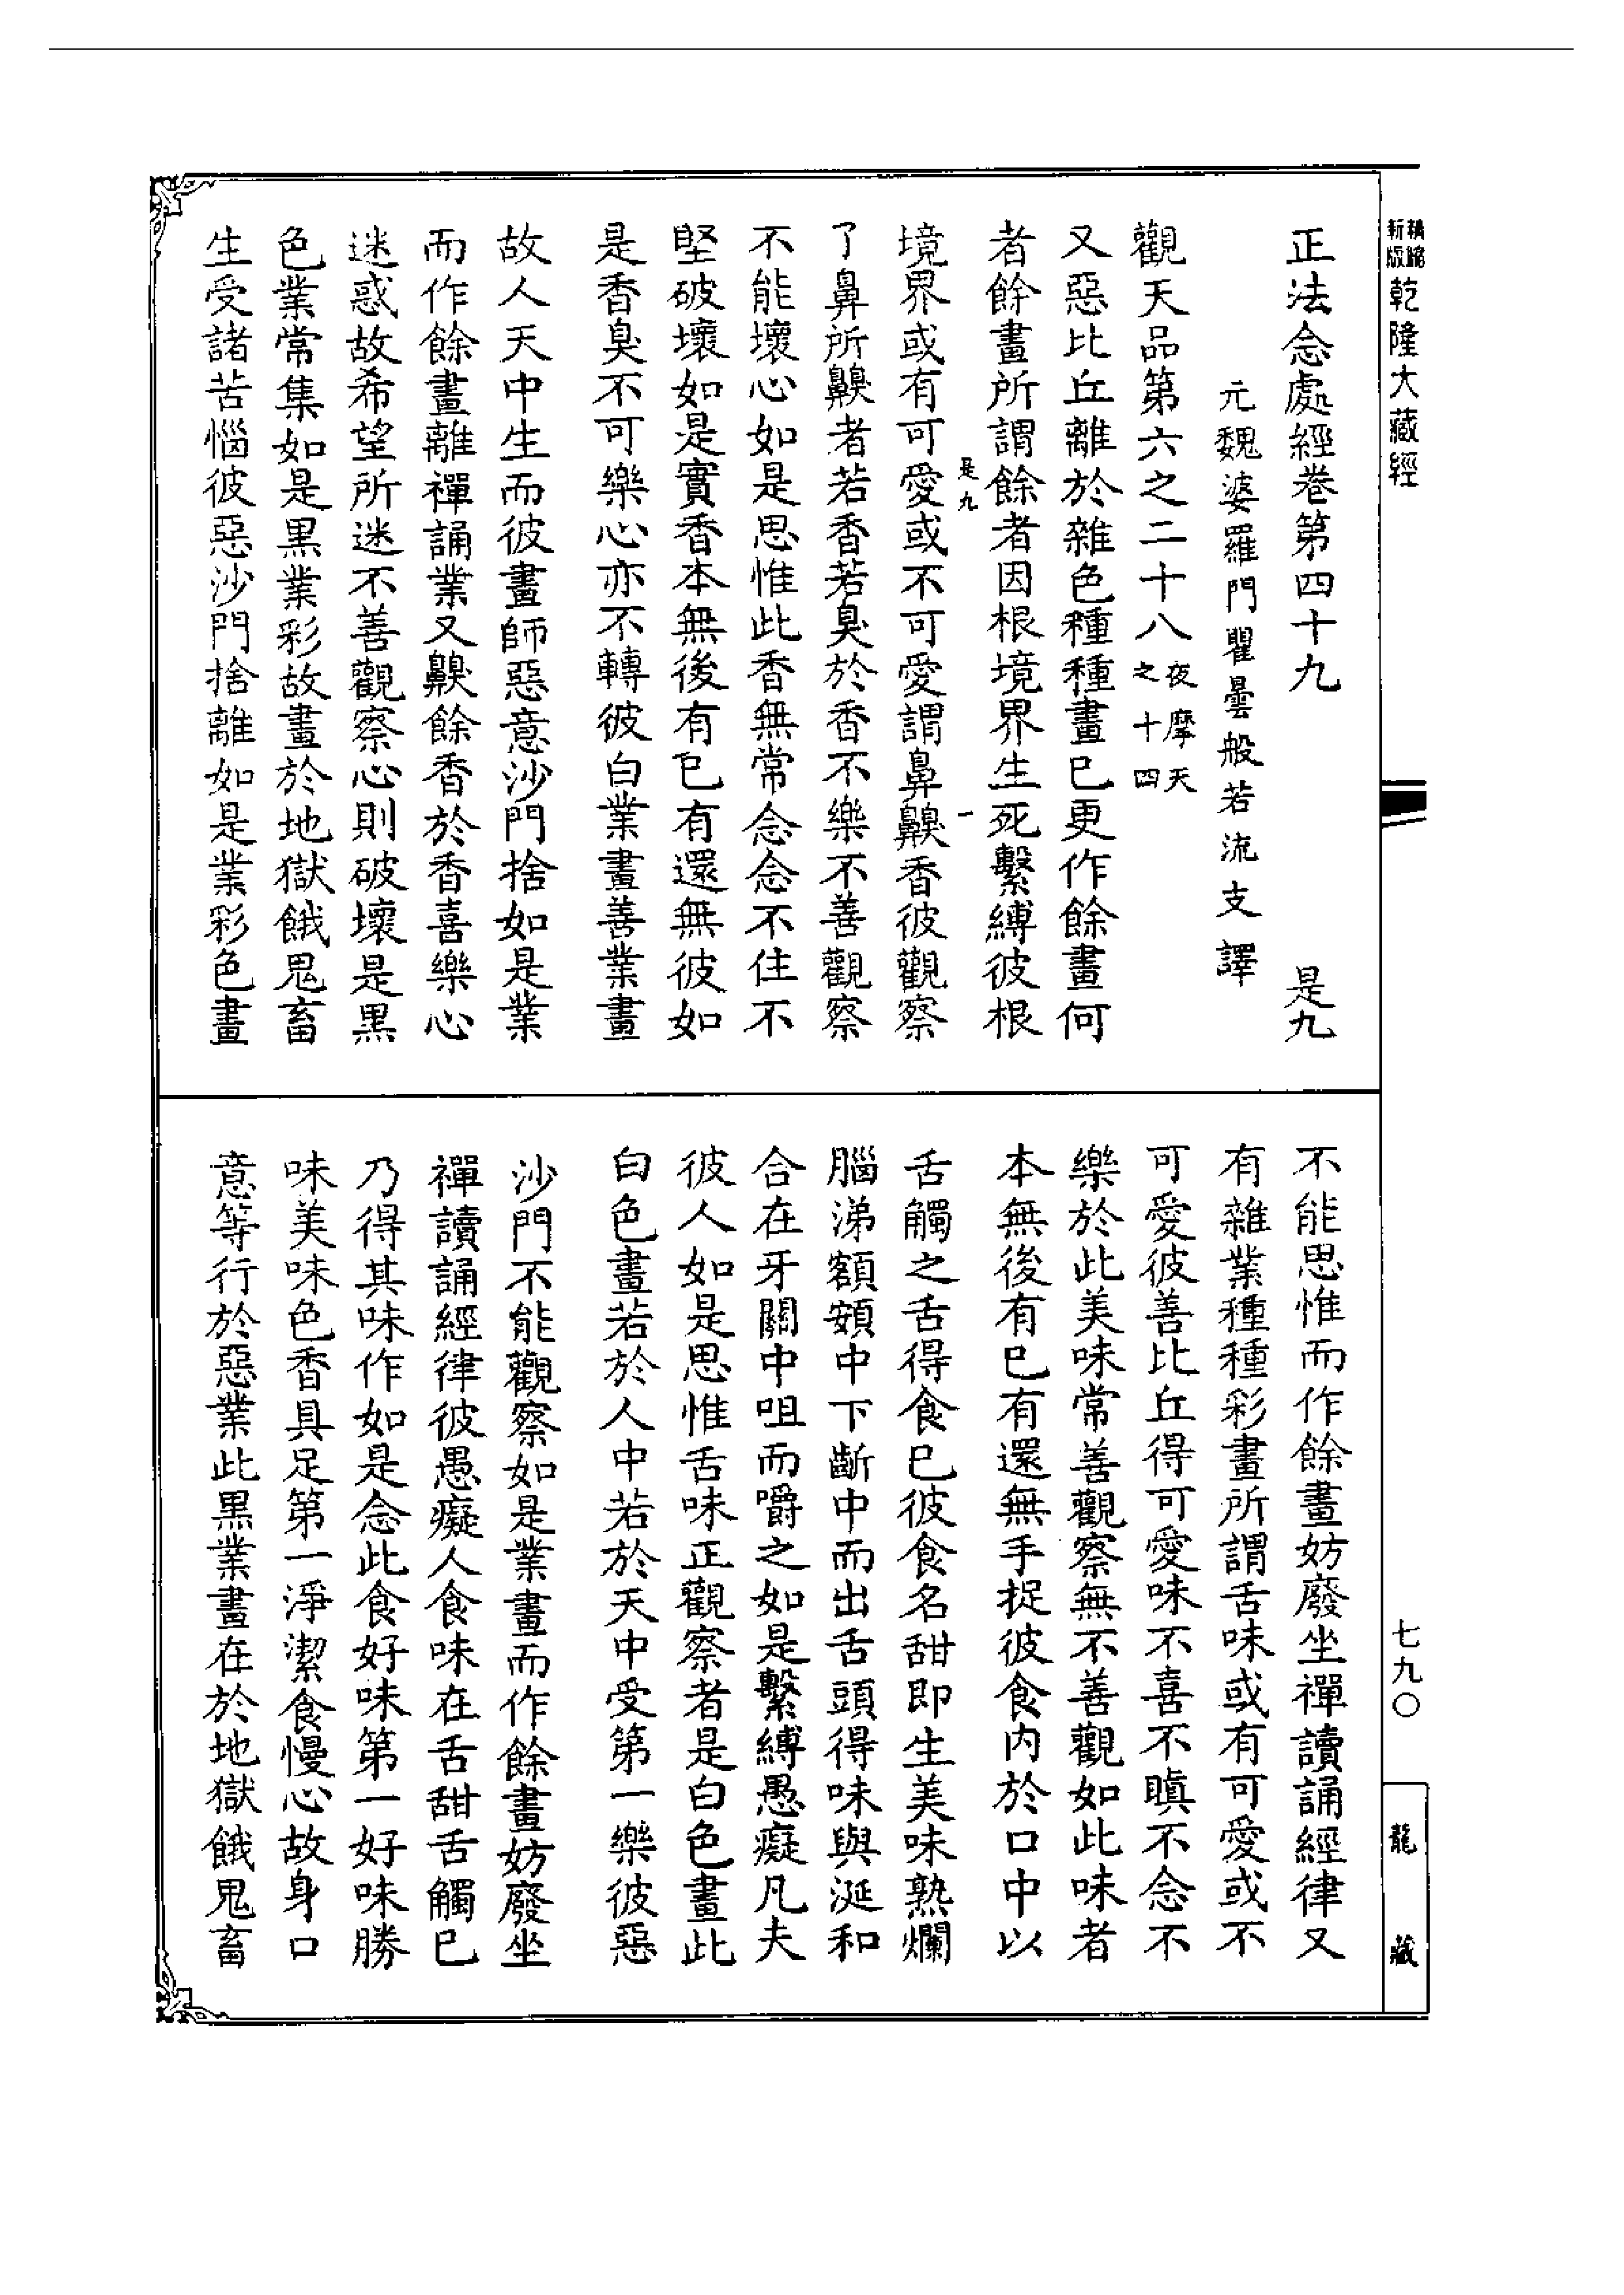 精縮新版乾隆大藏經
七九〇
龍藏
正法念處經卷第四十九 是九
元魏婆羅門瞿曇般若流支譯
觀天品第六之二十八夜摩天之十四
又惡比丘離於雜色種種畫已更作餘畫何
者餘畫所謂餘者因根境界生死繫縛彼根
是九 一
境界或有可愛或不可愛謂鼻齅香彼觀察
了鼻所齅者若香若臭於香不樂不善觀察
不能壞心如是思惟此香無常念念不住不
堅破壞如是實香本無後有已有還無彼如
是香臭不可樂心亦不轉彼白業畫善業畫
故人天中生而彼畫師惡意沙門捨如是業
而作餘畫離禪誦業又齅餘香於香喜樂心
迷惑故希望所迷不善觀察心則破壞是黑
色業常集如是黑業彩故畫於地獄餓鬼畜
生受諸苦惱彼惡沙門捨離如是業彩色畫
不能思惟而作餘畫妨廢坐禪讀誦經律又
有雜業種種彩畫所謂舌味或有可愛或不
可愛彼善比丘得可愛味不喜不瞋不念不
樂於此美味常善觀察無不善觀如此味者
本無後有已有還無手捉彼食内於口中以
舌觸之舌得食已彼食名甜即生美味熟爛
腦涕額頞中下齗中而出舌頭得味與涎和
合在牙關中咀而嚼之如是繫縛愚癡凡夫
彼人如是思惟舌味正觀察者是白色畫此
白色畫若於人中若於天中受第一樂彼惡
沙門不能觀察如是業畫而作餘畫妨廢坐
禪讀誦經律彼愚癡人食味在舌甜舌觸已
乃得其味作如是念此食好味第一好味勝
味美味色香具足第一淨潔食慢心故身口
意等行於惡業此黑業畫在於地獄餓鬼畜